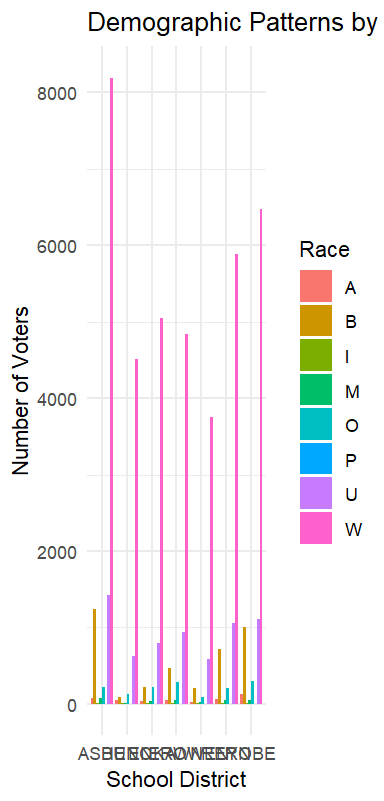 Demographic Patterns by
8000
6000
4000
2000
0
Number of Voters
School District
Race
A
B
I
M
O
P
U
W